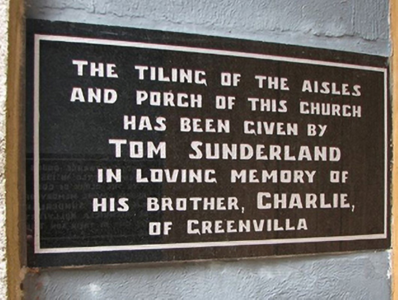 THE TILING OF THE AISLES
AND PORCH OF THIS CHURCH
HAS BEEN GIVEN BY
TOM SUNDERLAND
IN LOVING MEMORY OF
HIS BROTHER, CHARLIE,
OF GREENVILLA